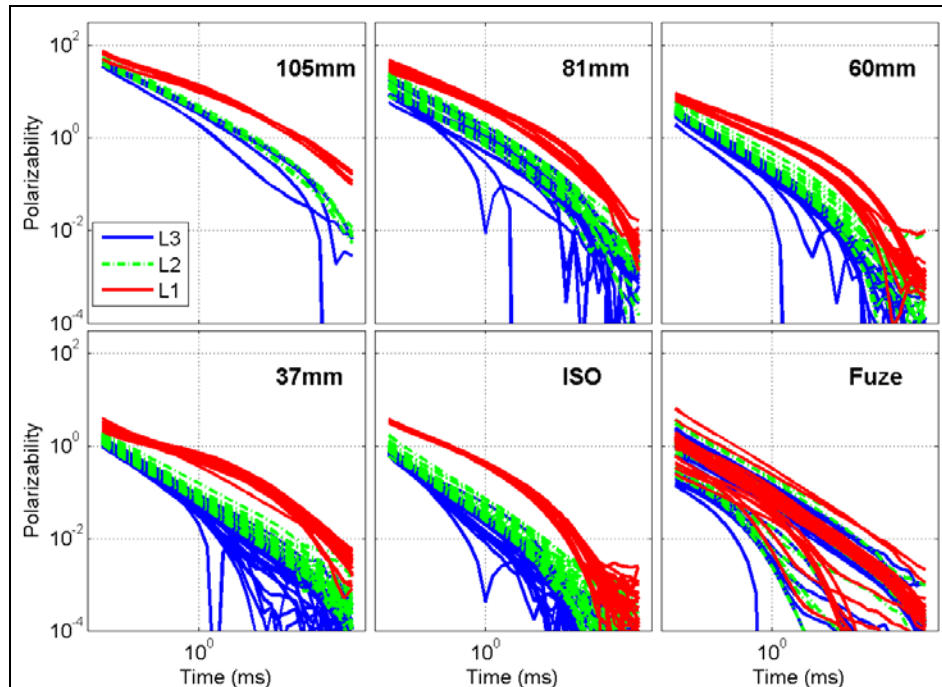 105mm
81mm
60mm
Polarizability
10^2
10^0
10^-2
10^-4
L3
L2
L1
37mm
ISO
Fuze
Polarizability
10^2
10^0
10^-2
10^-4
10^0
10^0
10^0
Time (ms)
Time (ms)
Time (ms)